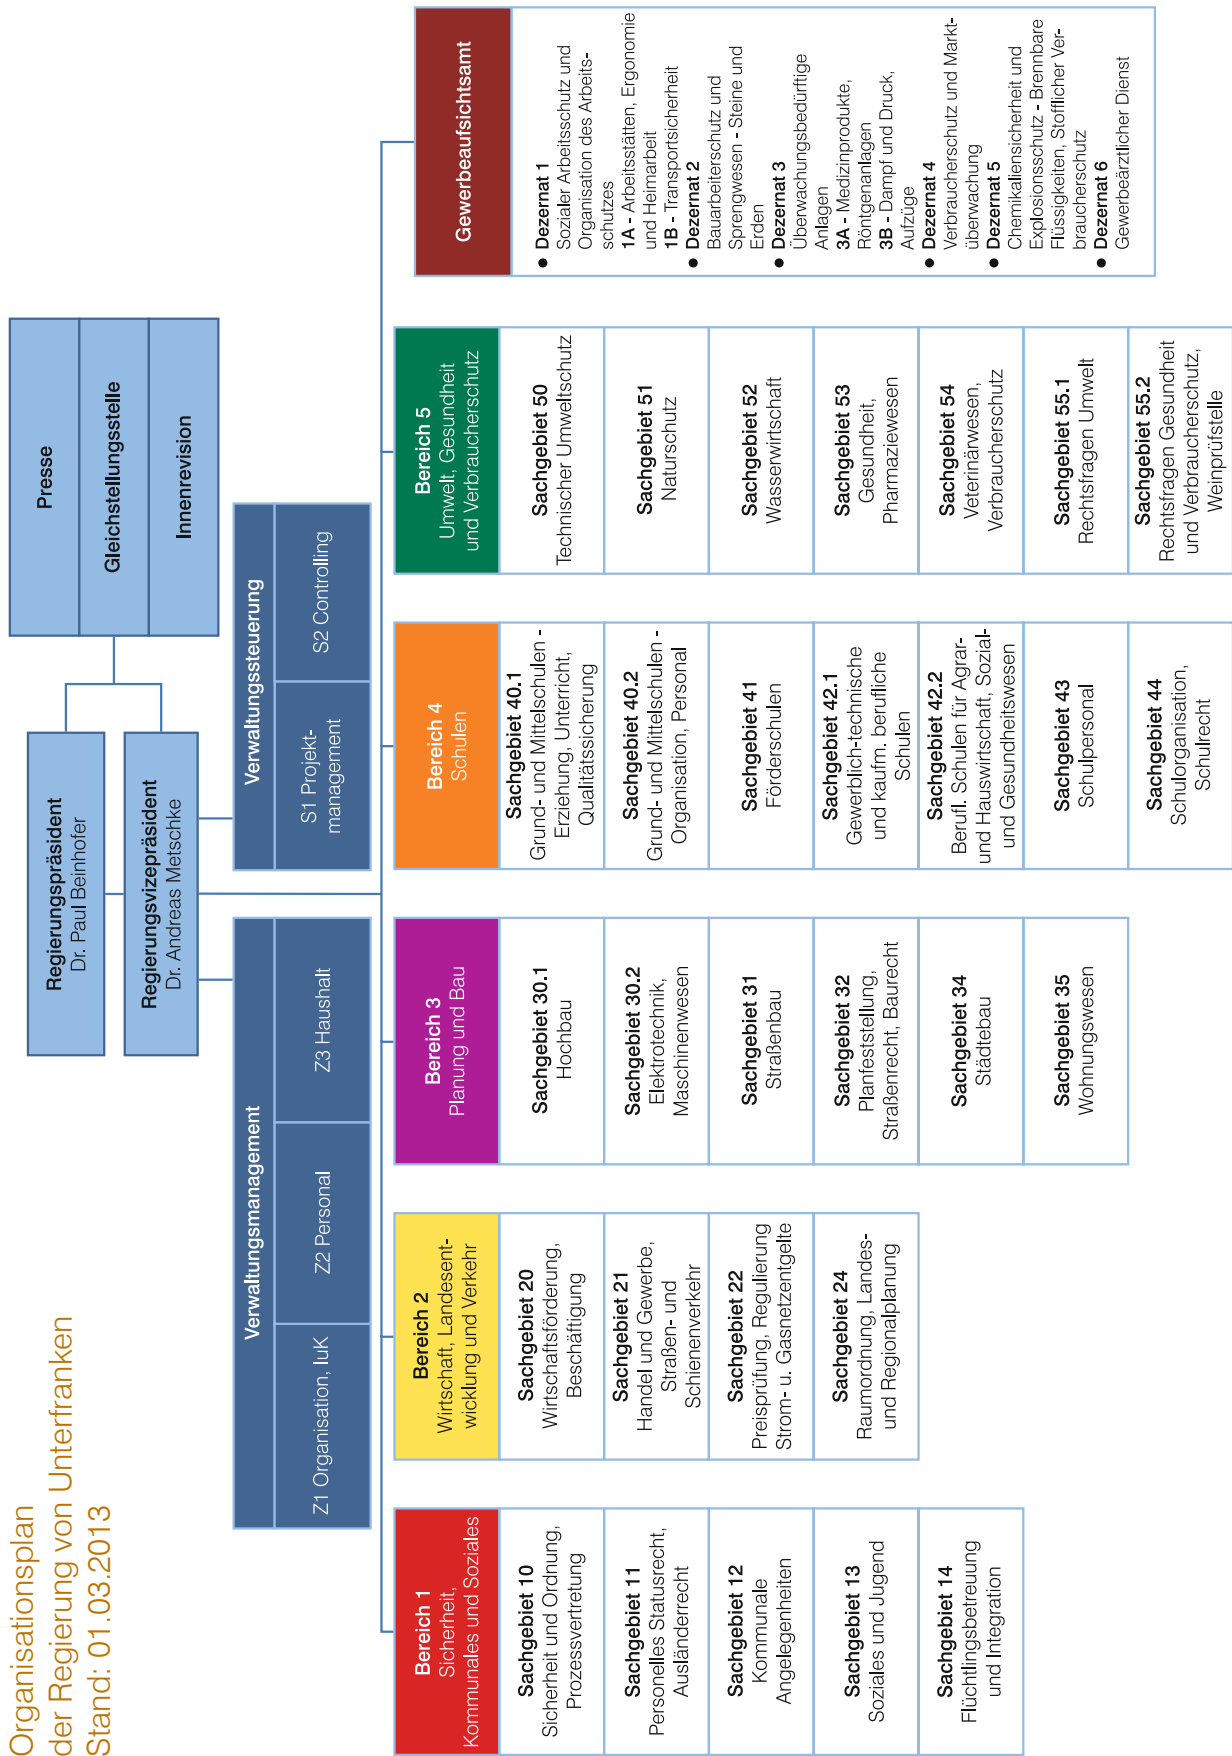 Organisationsplan
der Regierung von Unterfranken
Stand: 01.03.2013
Regierungspräsident
Dr. Paul Beinhofer
Regierungsvizepräsident
Dr. Andreas Metschke
Presse
Gleichstellungsstelle
Innenrevision
Verwaltungsmanagement
Z1 Organisation, IuK
Z2 Personal
Z3 Haushalt
Verwaltungssteuerung
S1 Projekt-
management
S2 Controlling
Bereich 1
Sicherheit,
Kommunales und Soziales
Sachgebiet 10
Sicherheit und Ordnung,
Prozessvertretung
Sachgebiet 11
Personelles Statusrecht,
Ausländerrecht
Sachgebiet 12
Kommunale
Angelegenheiten
Sachgebiet 13
Soziales und Jugend
Sachgebiet 14
Flüchtlingsbetreuung
und Integration
Bereich 2
Wirtschaft, Landesent-
wicklung und Verkehr
Sachgebiet 20
Wirtschaftsförderung,
Beschäftigung
Sachgebiet 21
Handel und Gewerbe,
Straßen- und
Schienenverkehr
Sachgebiet 22
Preisprüfung, Regulierung
Strom- u. Gasnetzentgelte
Sachgebiet 24
Raumordnung, Landes-
und Regionalplanung
Bereich 3
Planung und Bau
Sachgebiet 30.1
Hochbau
Sachgebiet 30.2
Elektrotechnik,
Maschinenwesen
Sachgebiet 31
Straßenbau
Sachgebiet 32
Planfeststellung,
Straßenrecht, Baurecht
Sachgebiet 34
Städtebau
Sachgebiet 35
Wohnungswesen
Bereich 4
Schulen
Sachgebiet 40.1
Grund- und Mittelschulen -
Erziehung, Unterricht,
Qualitätssicherung
Sachgebiet 40.2
Grund- und Mittelschulen -
Organisation, Personal
Sachgebiet 41
Förderschulen
Sachgebiet 42.1
Gewerblich-technische
und kaufm. berufliche
Schulen
Sachgebiet 42.2
Berufl. Schulen für Agrar-
und Hauswirtschaft, Sozial-
und Gesundheitswesen
Sachgebiet 43
Schulpersonal
Sachgebiet 44
Schulorganisation,
Schulrecht
Bereich 5
Umwelt, Gesundheit
und Verbraucherschutz
Sachgebiet 50
Technischer Umweltschutz
Sachgebiet 51
Naturschutz
Sachgebiet 52
Wasserwirtschaft
Sachgebiet 53
Gesundheit,
Pharmaziewesen
Sachgebiet 54
Veterinärwesen,
Verbraucherschutz
Sachgebiet 55.1
Rechtsfragen Umwelt
Sachgebiet 55.2
Rechtsfragen Gesundheit
und Verbraucherschutz,
Weinprüfstelle
Gewerbeaufsichtsamt
● Dezernat 1
Sozialer Arbeitsschutz und
Organisation des Arbeits-
schutzes
1A - Arbeitsstätten, Ergonomie
und Heimarbeit
1B - Transportsicherheit
● Dezernat 2
Bauarbeiterschutz und
Sprengwesen - Steine und
Erden
● Dezernat 3
Überwachungsbedürftige
Anlagen
3A - Medizinprodukte,
Röntgenanlagen
3B - Dampf und Druck,
Aufzüge
● Dezernat 4
Verbraucherschutz und Markt-
überwachung
● Dezernat 5
Chemikaliensicherheit und
Explosionsschutz - Brennbare
Flüssigkeiten, Stofflicher Ver-
braucherschutz
● Dezernat 6
Gewerbeärztlicher Dienst